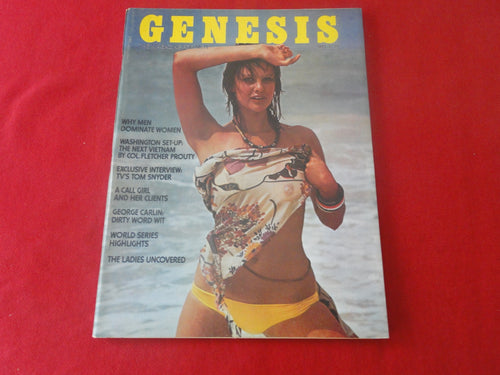 GENESIS
WHY MEN
DOMINATE WOMEN
WASHINGTON SET-UP:
THE NEXT VIETNAM
BY COL. FLETCHER PROUTY
EXCLUSIVE INTERVIEW:
TV'S TOM SNYDER
A CALL GIRL
AND HER CLIENTS
GEORGE CARLIN:
DIRTY WORD WIT
WORLD SERIES
HIGHLIGHTS
THE LADIES UNCOVERED